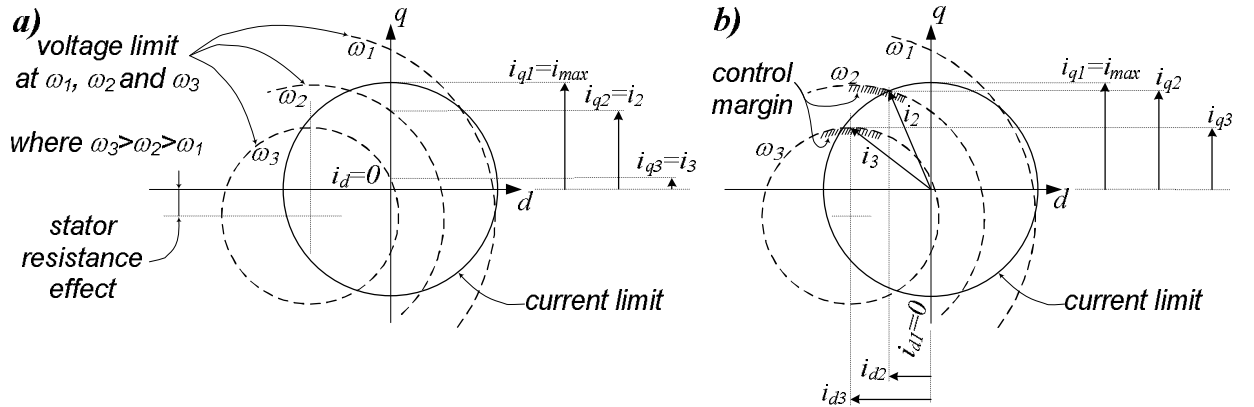 a)
q
voltage limit
at ω1, ω2 and ω3
where ω3>ω2>ω1
ω1
ω2
ω3
iq1=imax
iq2=i2
iq3=i3
id=0
d
stator
resistance
effect
current limit
b)
q
control
margin
ω1
ω2
ω3
i2
i3
iq1=imax
iq2
iq3
d
current limit
id1=0
id2
id3